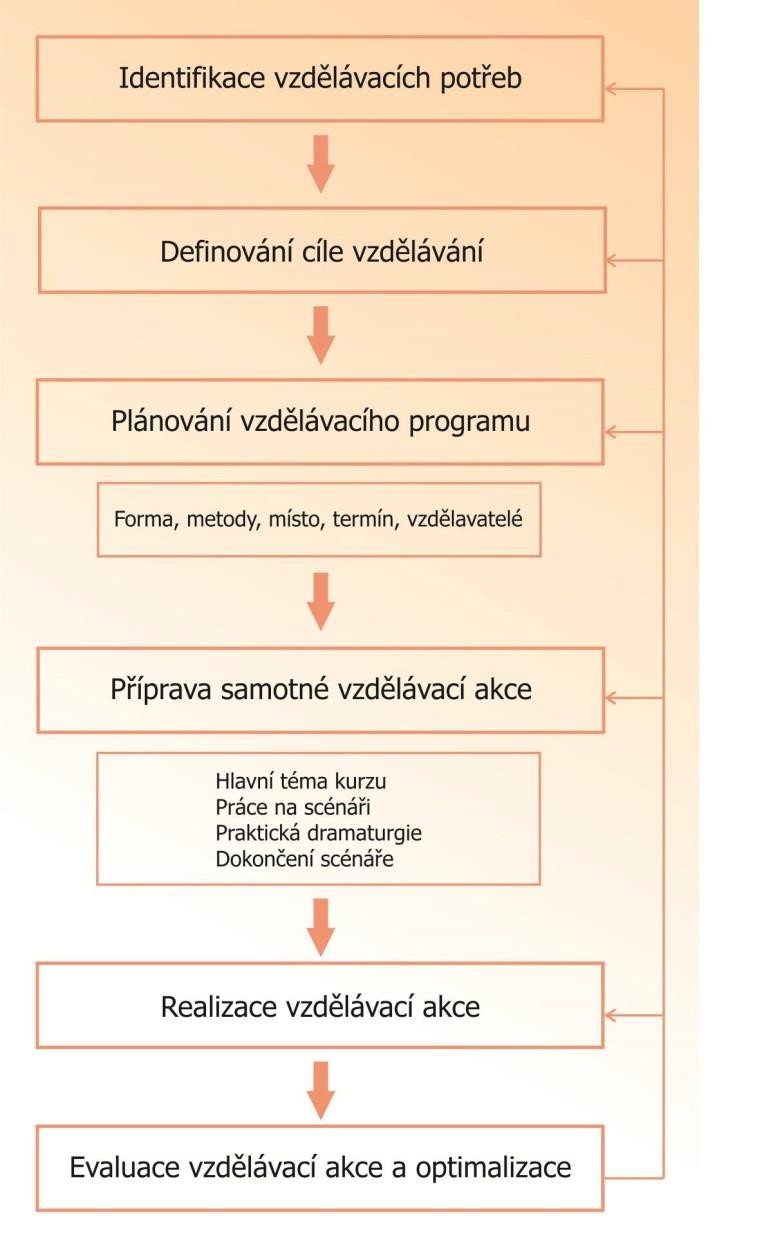 Identifikace vzdělávacích potřeb
Definování cíle vzdělávání
Plánování vzdělávacího programu
Forma, metody, místo, termín, vzdělavatelé
Příprava samotné vzdělávací akce
Hlavní téma kurzu
Práce na scénáři
Praktická dramaturgie
Dokončení scénáře
Realizace vzdělávací akce
Evaluace vzdělávací akce a optimalizace